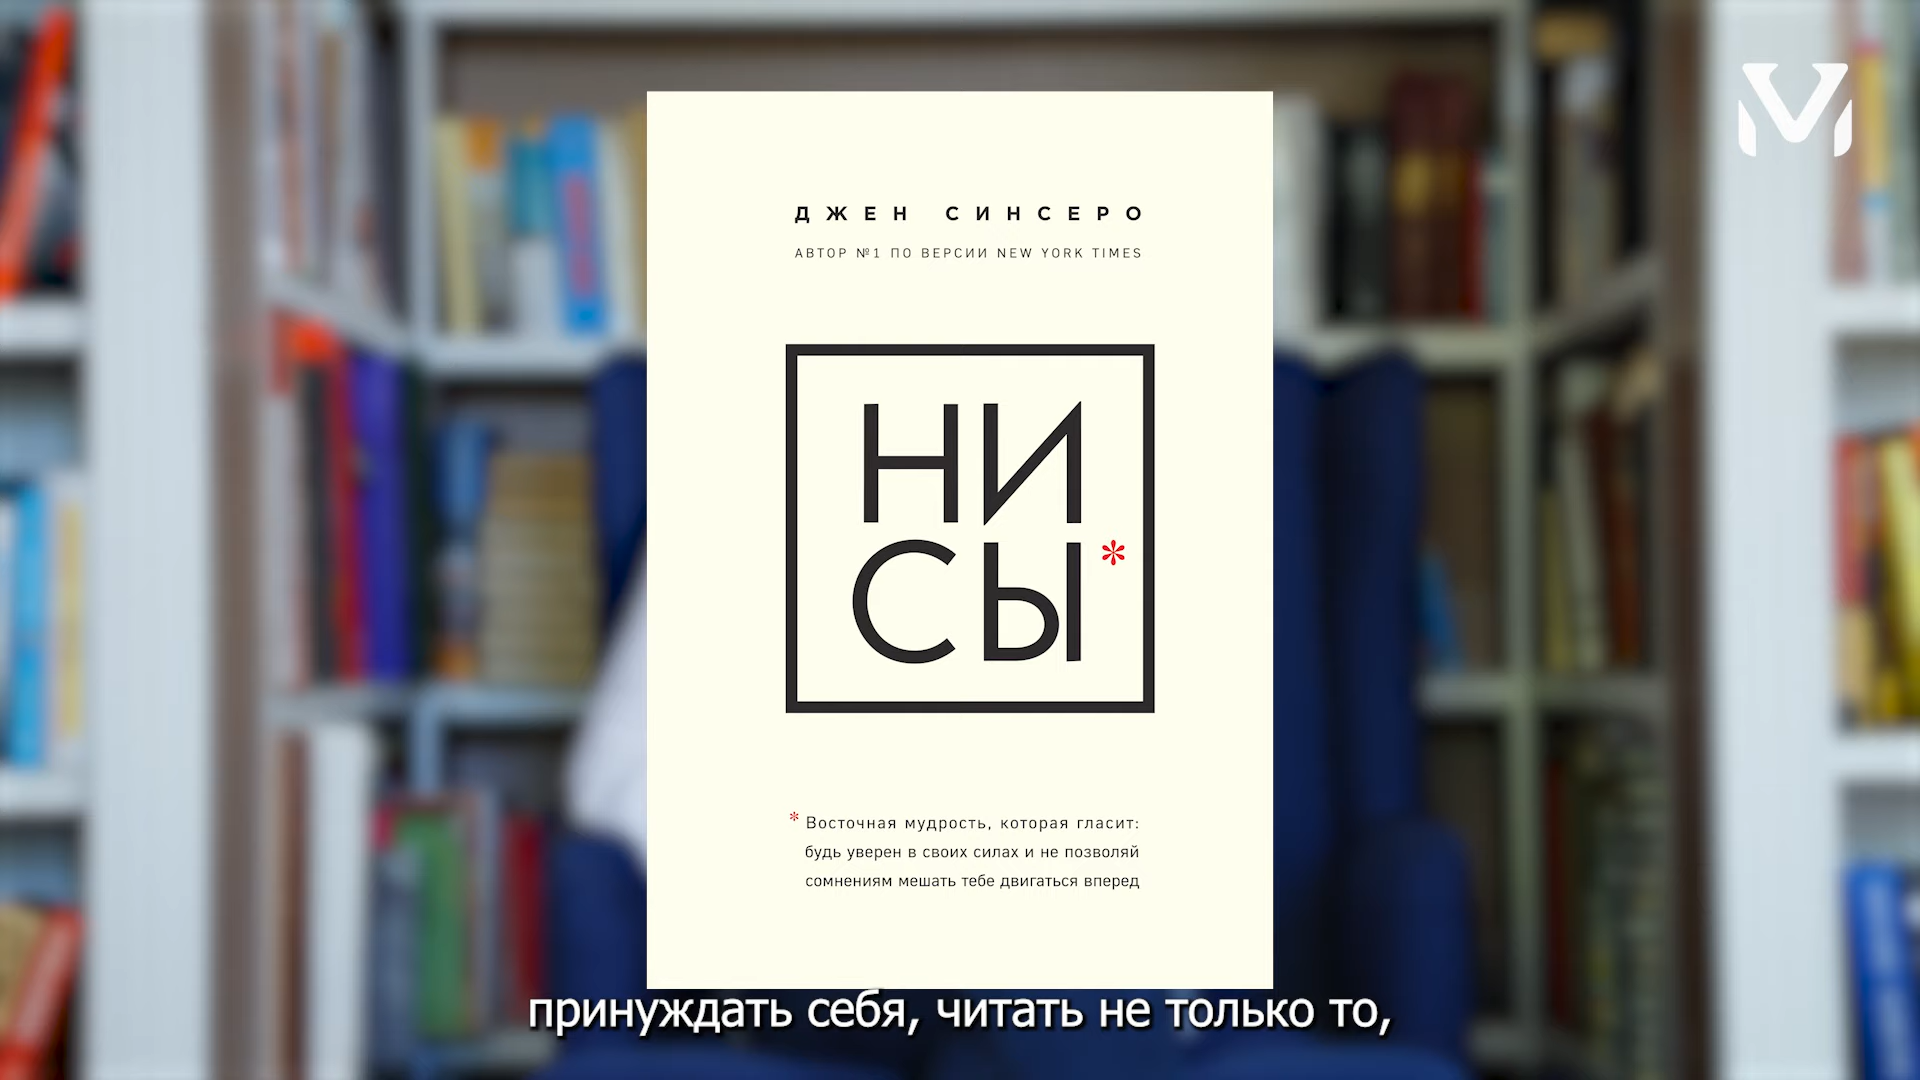 ДЖЕН СИНСЕРО
АВТОР №1 ПО ВЕРСИИ NEW YORK TIMES
НИ
СЫ*
* Восточная мудрость, которая гласит:
будь уверен в своих силах и не позволяй
сомнениям мешать тебе двигаться вперед
принуждать себя, читать не только то,